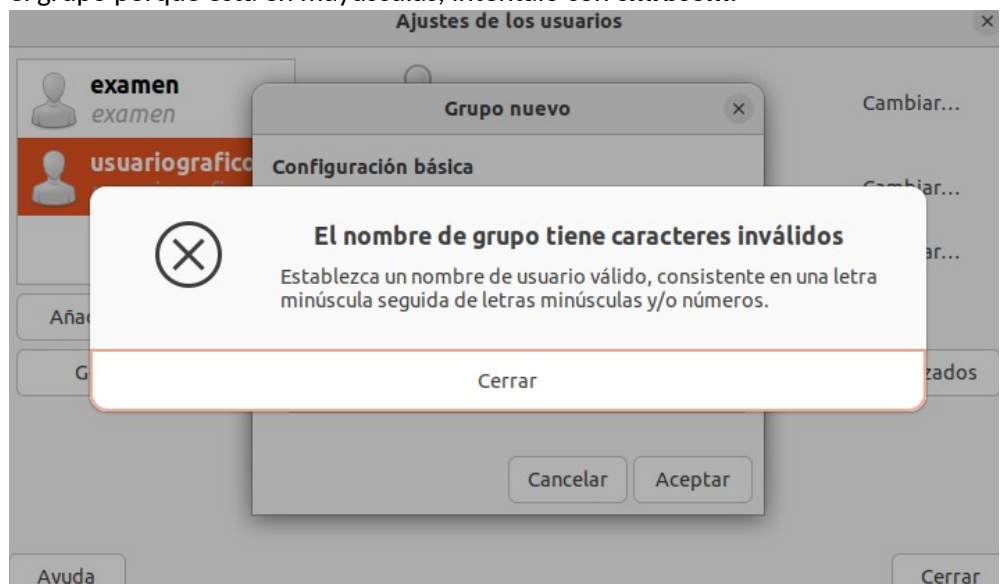 Ajustes de los usuarios
examen
examen
Cambiar...
Grupo nuevo
usuariografico
Configuración básica
El nombre de grupo tiene caracteres inválidos
Establezca un nombre de usuario válido, consistente en una letra
minúscula seguida de letras minúsculas y/o números.
Cerrar
Cancelar
Aceptar
Ayuda
Cerrar